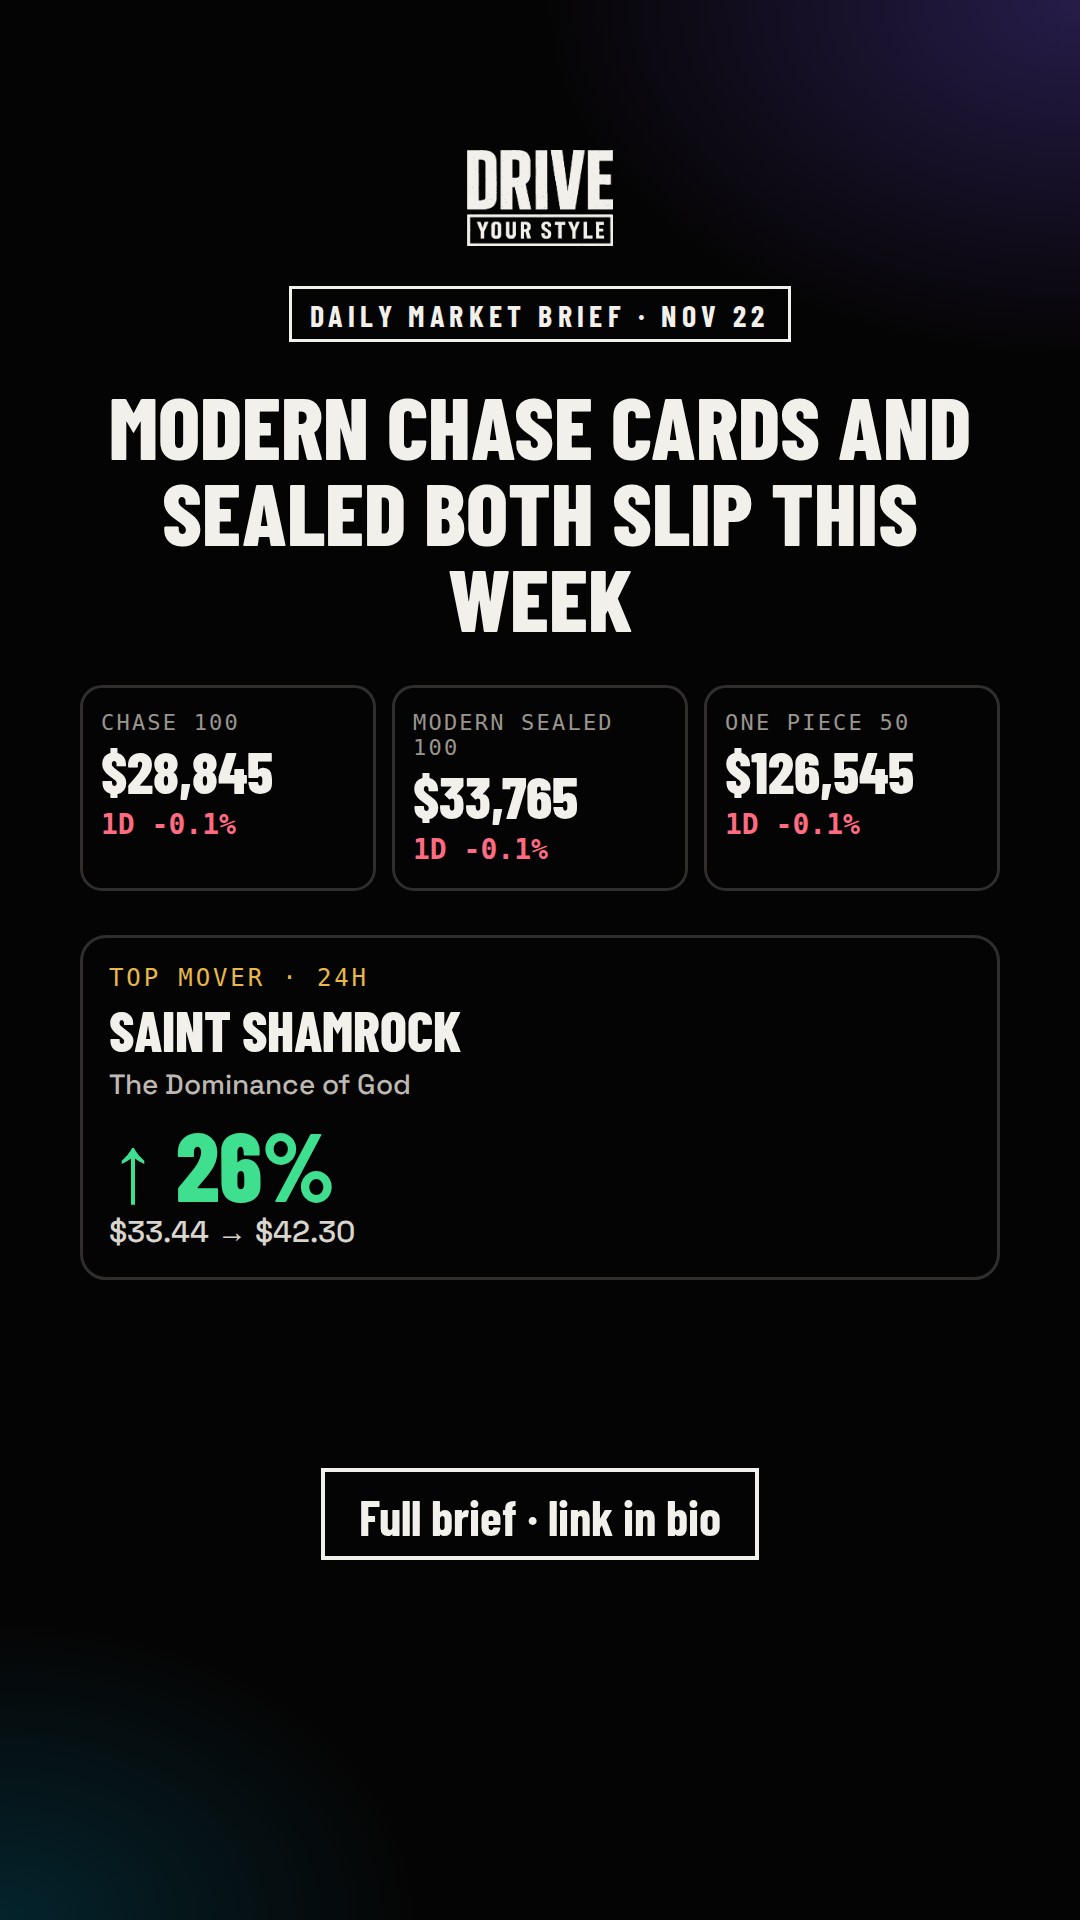 DRIVE
YOUR STYLE
DAILY MARKET BRIEF · NOV 22
MODERN CHASE CARDS AND
SEALED BOTH SLIP THIS
WEEK
CHASE 100
$28,845
1D -0.1%
MODERN SEALED
100
$33,765
1D -0.1%
ONE PIECE 50
$126,545
1D -0.1%
TOP MOVER · 24H
SAINT SHAMROCK
The Dominance of God
↑ 26%
$33.44 → $42.30
Full brief · link in bio